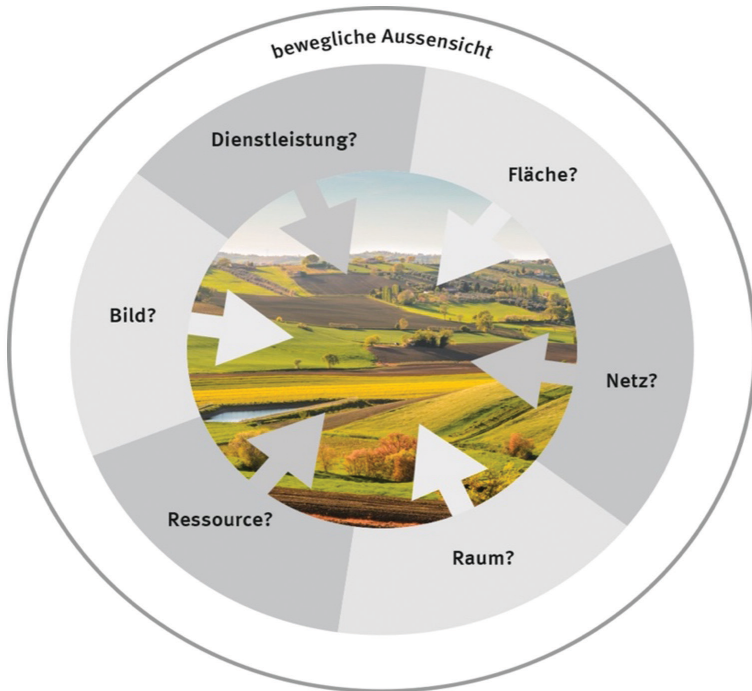 bewegliche Aussensicht
Dienstleistung?
Fläche?
Bild?
Netz?
Ressource?
Raum?